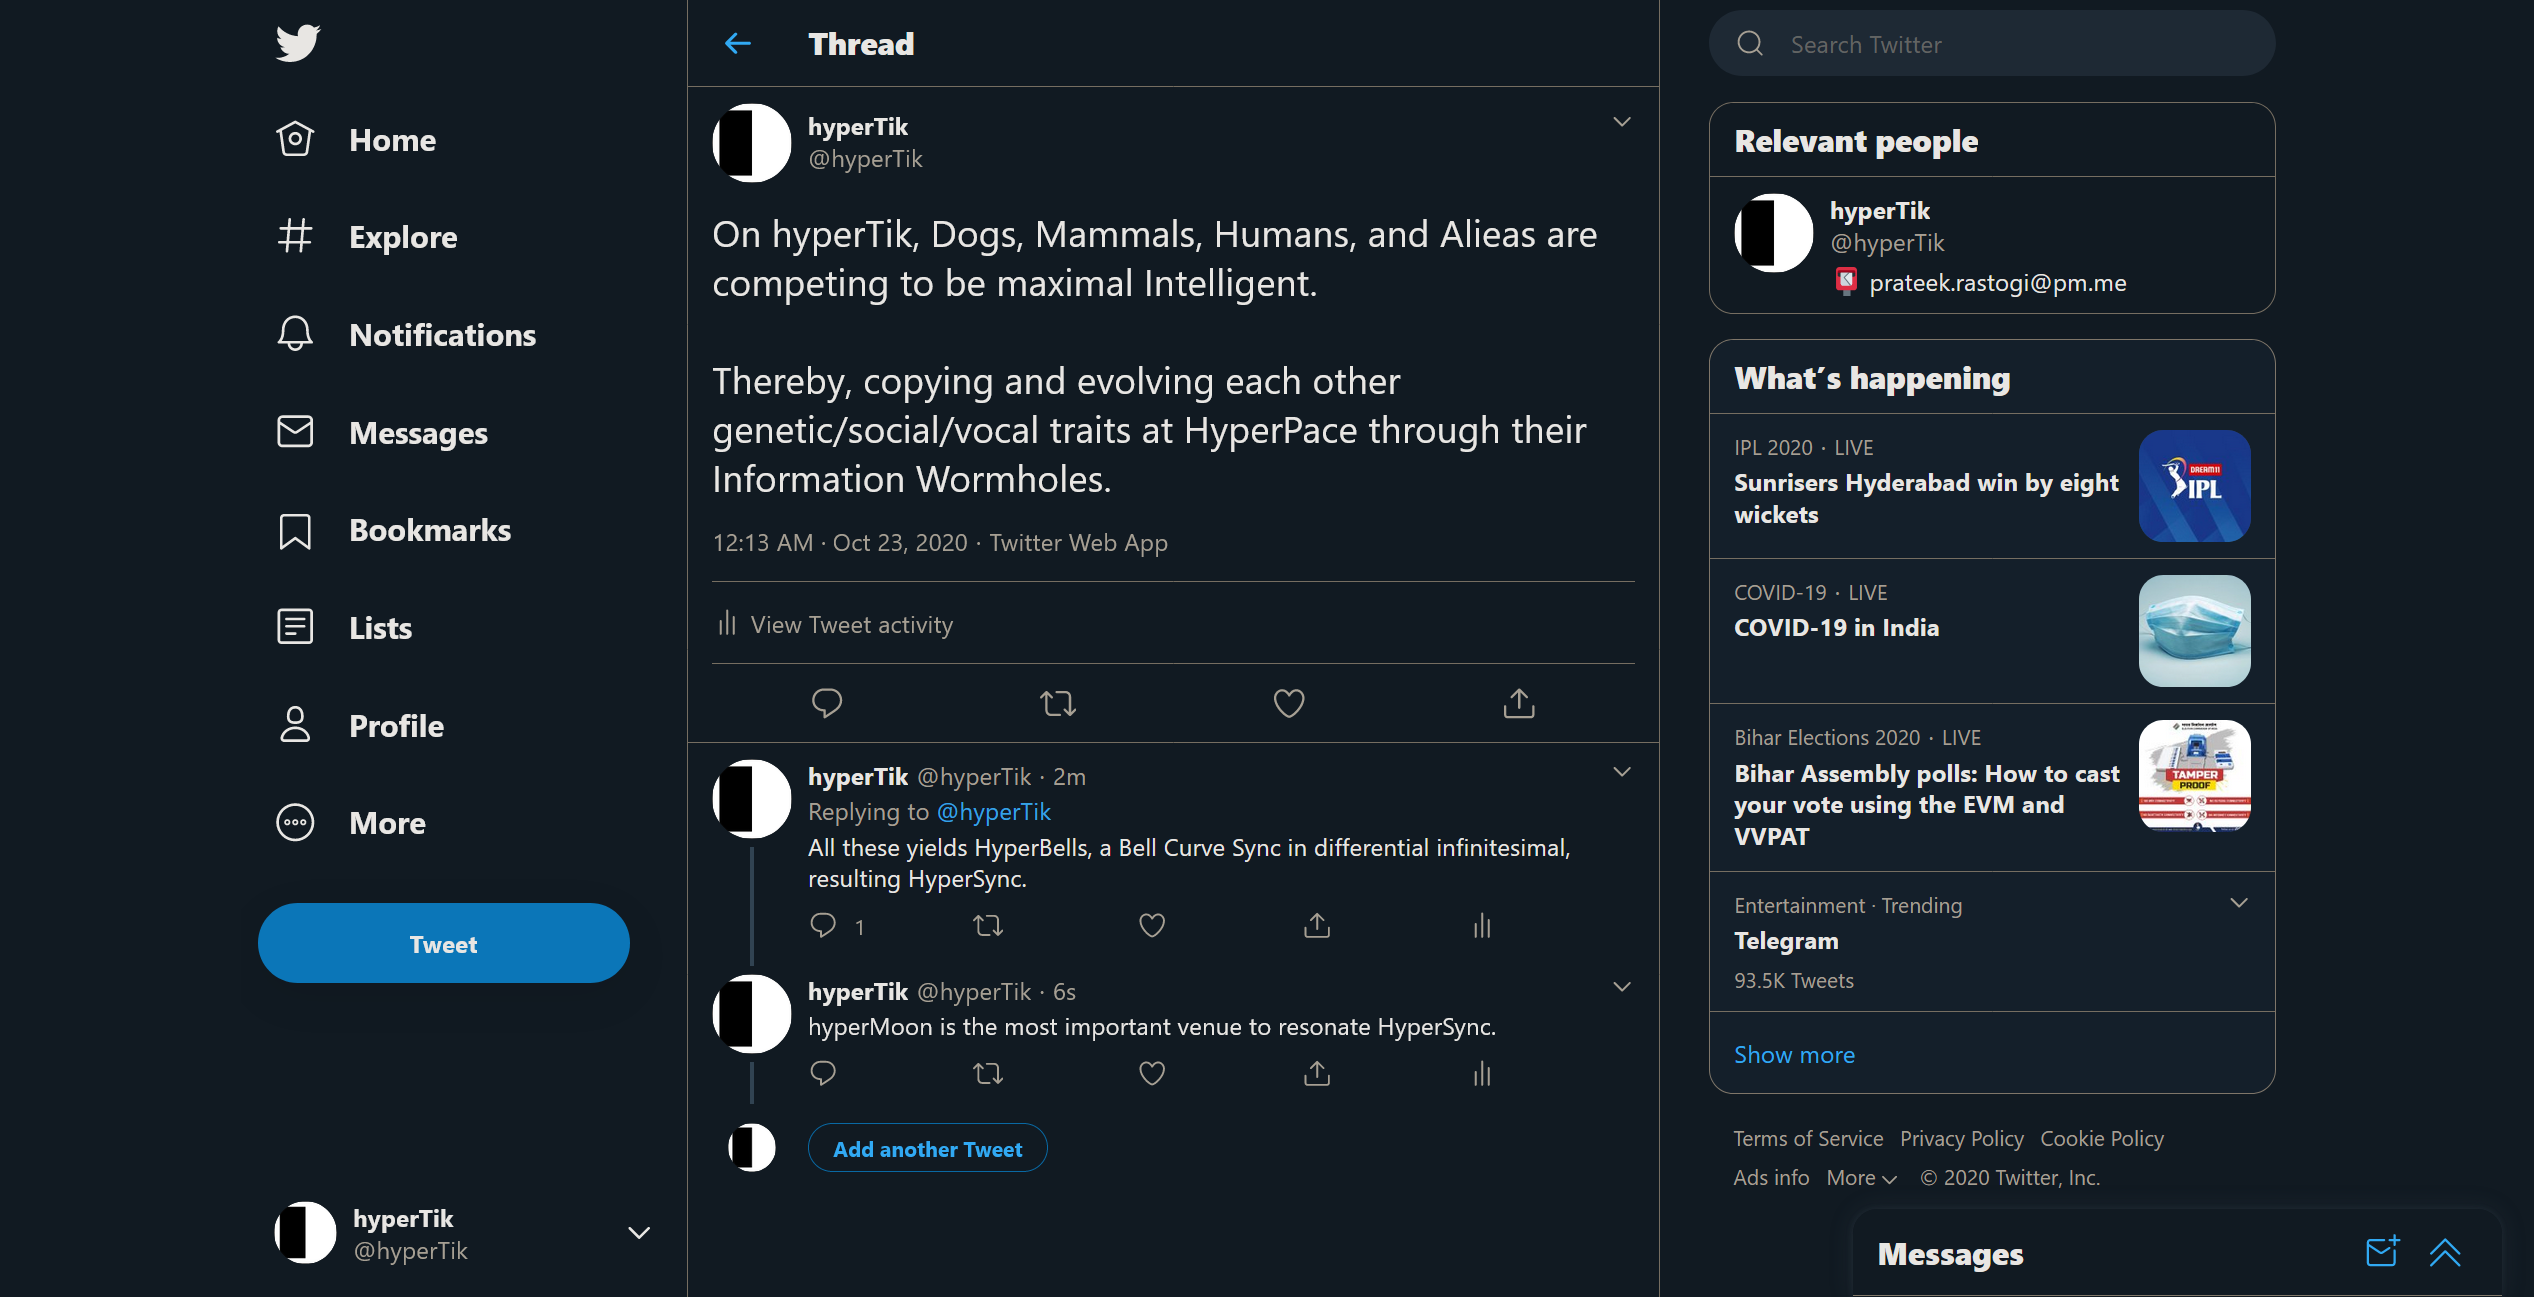 Home
Explore
Notifications
Messages
Bookmarks
Lists
Profile
More
Tweet
hyperTik
@hyperTik
Thread
hyperTik
@hyperTik
On hyperTik, Dogs, Mammals, Humans, and Alieas are
competing to be maximal Intelligent.
Thereby, copying and evolving each other
genetic/social/vocal traits at HyperPace through their
Information Wormholes.
12:13 AM · Oct 23, 2020 · Twitter Web App
View Tweet activity
hyperTik @hyperTik · 2m
Replying to @hyperTik
All these yields HyperBells, a Bell Curve Sync in differential infinitesimal,
resulting HyperSync.
1
hyperTik @hyperTik · 6s
hyperMoon is the most important venue to resonate HyperSync.
Add another Tweet
Search Twitter
Relevant people
hyperTik
@hyperTik
prateek.rastogi@pm.me
What's happening
IPL 2020 · LIVE
Sunrisers Hyderabad win by eight
wickets
DREAM11
IPL
COVID-19 · LIVE
COVID-19 in India
Bihar Elections 2020 · LIVE
Bihar Assembly polls: How to cast
your vote using the EVM and
VVPAT
TAMPER
PROOF
Entertainment · Trending
Telegram
93.5K Tweets
Show more
Terms of Service Privacy Policy Cookie Policy
Ads info More © 2020 Twitter, Inc.
Messages